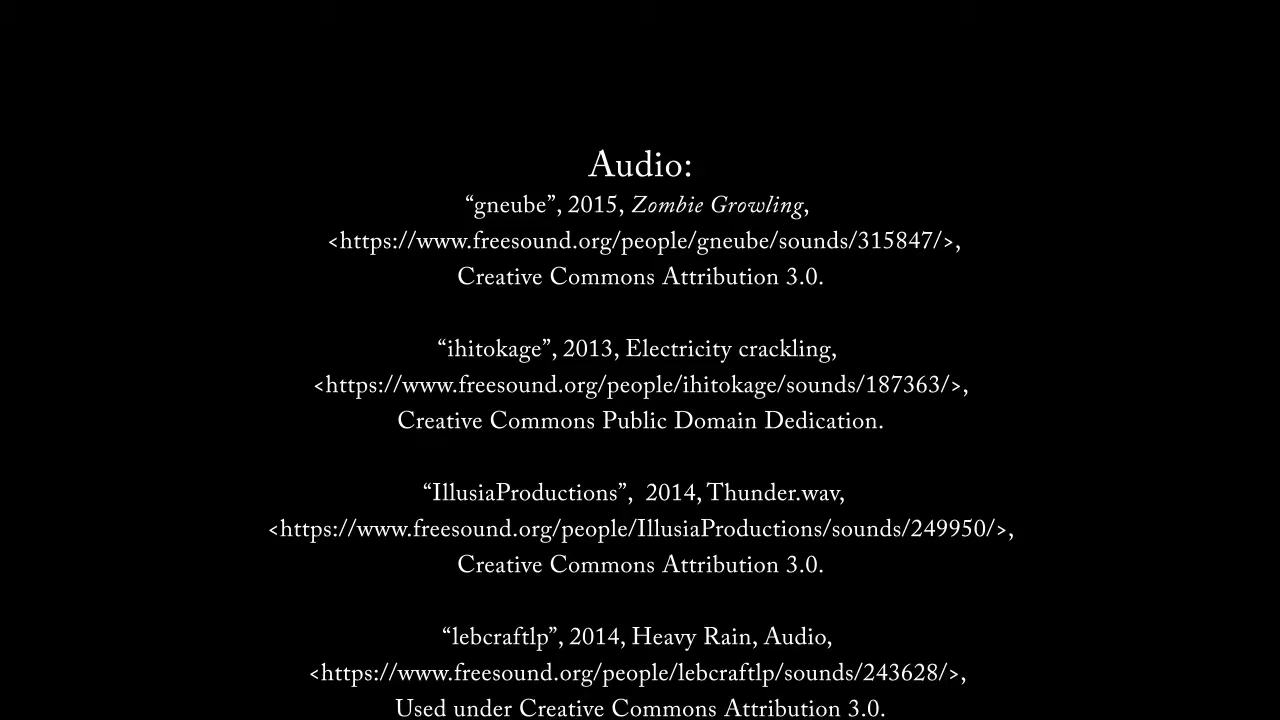 Audio:
“gneube”, 2015, Zombie Growling,
<https://www.freesound.org/people/gneube/sounds/315847/>,
Creative Commons Attribution 3.0.
“ihitokage”, 2013, Electricity crackling,
<https://www.freesound.org/people/ihitokage/sounds/187363/>,
Creative Commons Public Domain Dedication.
“IllusiaProductions”,  2014, Thunder.wav,
<https://www.freesound.org/people/IllusiaProductions/sounds/249950/>,
Creative Commons Attribution 3.0.
“lebcraftlp”, 2014, Heavy Rain, Audio,
<https://www.freesound.org/people/lebcraftlp/sounds/243628/>,
Used under Creative Commons Attribution 3.0.